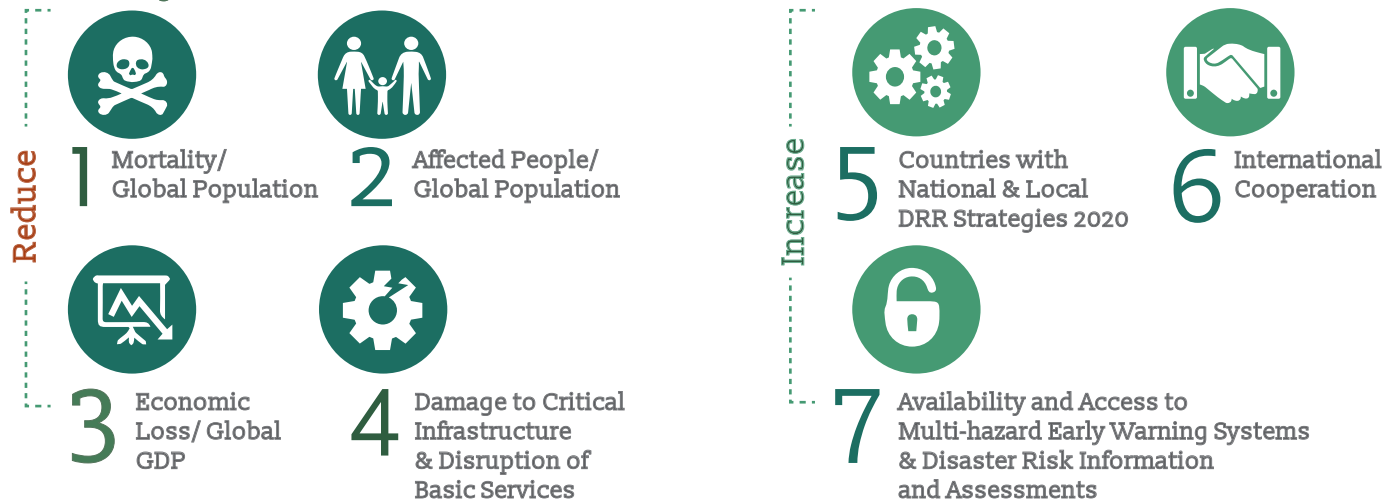 Reduce
1 Mortality/
Global Population
2 Affected People/
Global Population
3 Economic
Loss/ Global
GDP
4 Damage to Critical
Infrastructure
& Disruption of
Basic Services
Increase
5 Countries with
National & Local
DRR Strategies 2020
6 International
Cooperation
7 Availability and Access to
Multi-hazard Early Warning Systems
& Disaster Risk Information
and Assessments